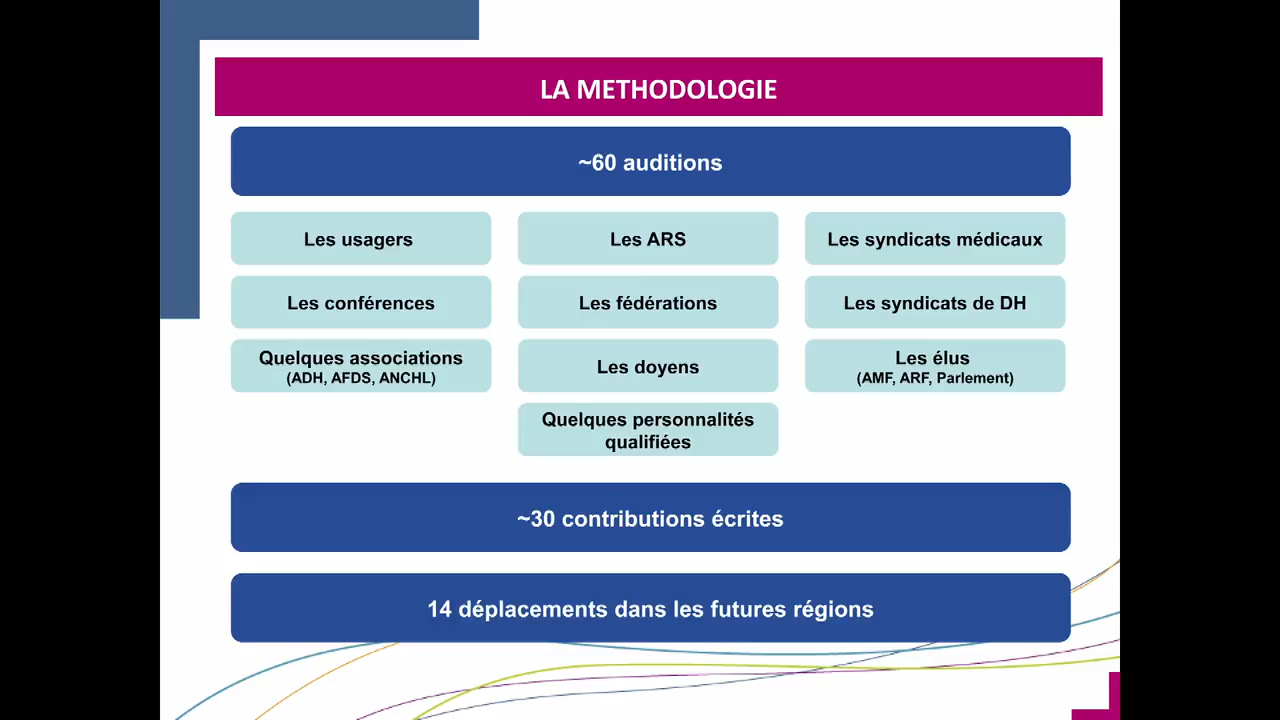 LA METHODOLOGIE
~60 auditions
Les usagers
Les ARS
Les syndicats médicaux
Les conférences
Les fédérations
Les syndicats de DH
Quelques associations
(ADH, AFDS, ANCHL)
Les doyens
Les élus
(AMF, ARF, Parlement)
Quelques personnalités
qualifiées
~30 contributions écrites
14 déplacements dans les futures régions